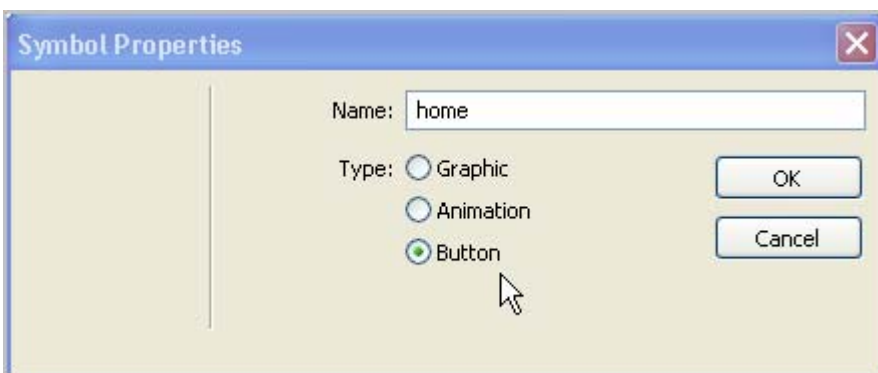 Symbol Properties
Name: home
Type: Graphic
OK
Animation
Cancel
Button